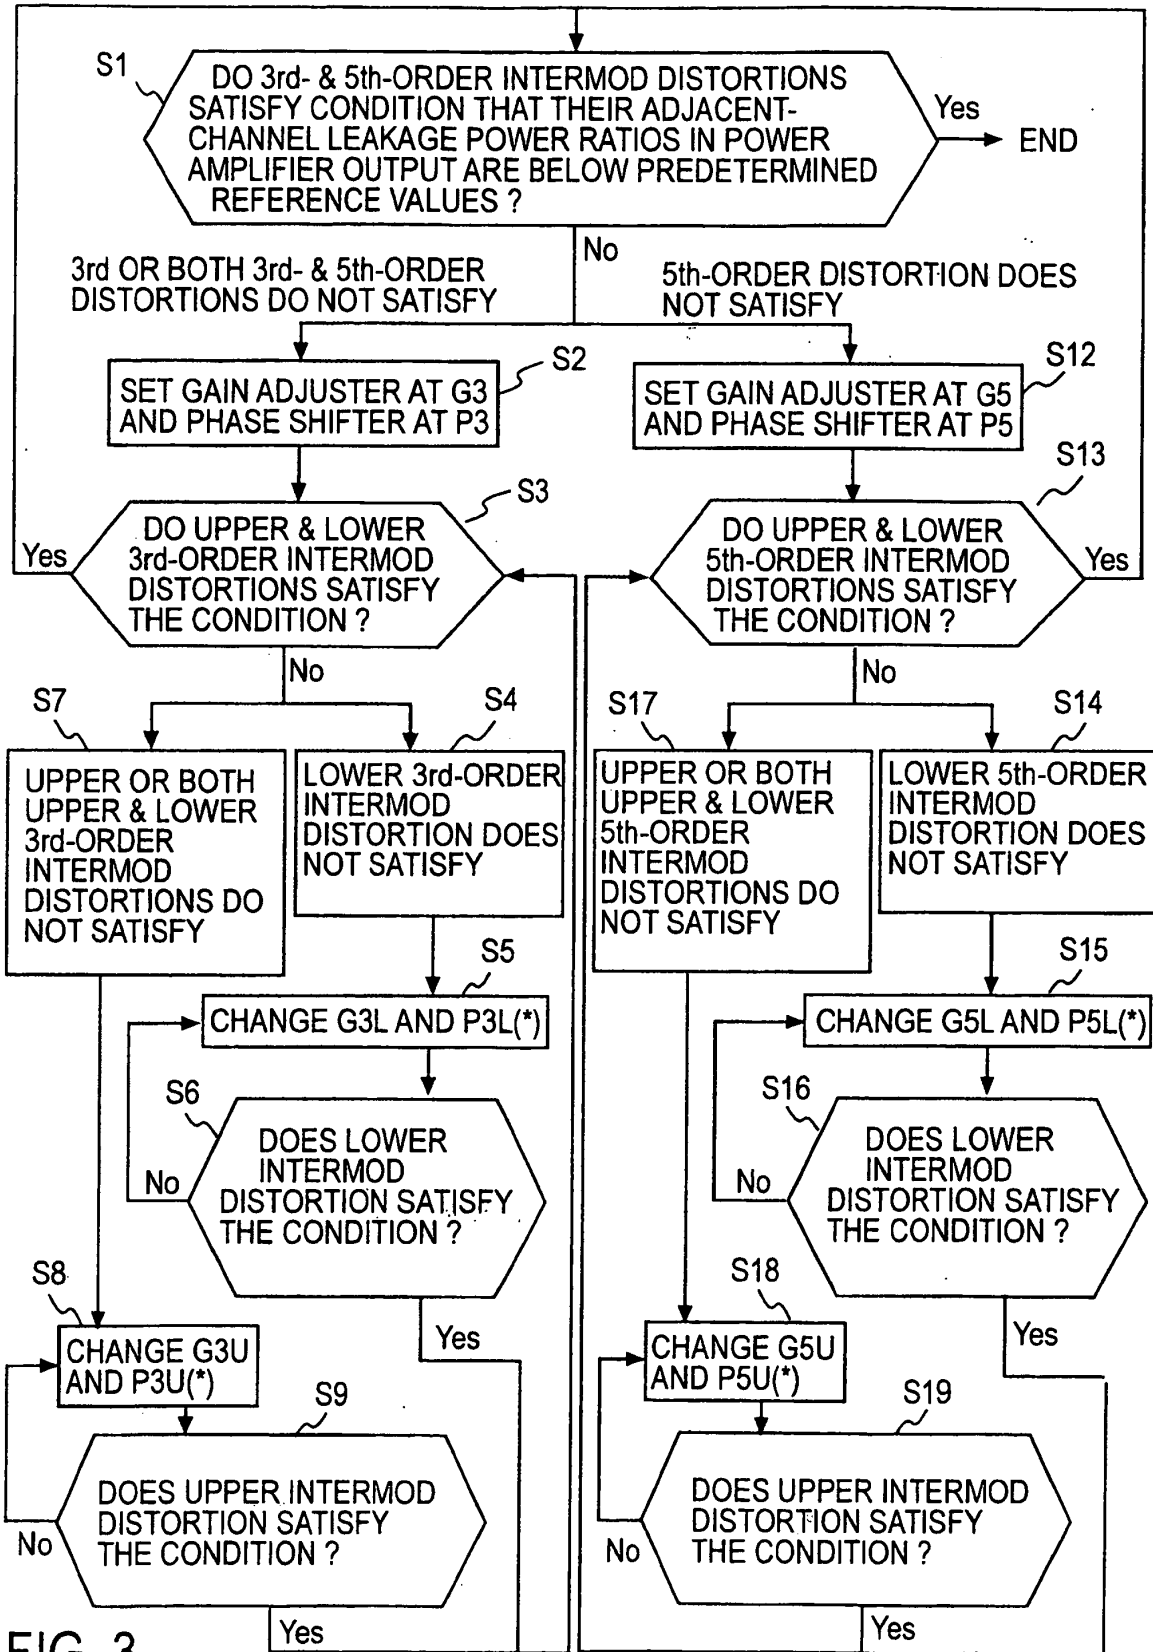 S1
DO 3rd- & 5th-ORDER INTERMOD DISTORTIONS
SATISFY CONDITION THAT THEIR ADJACENT-
CHANNEL LEAKAGE POWER RATIOS IN POWER
AMPLIFIER OUTPUT ARE BELOW PREDETERMINED
REFERENCE VALUES ?
Yes
END
No
3rd OR BOTH 3rd- & 5th-ORDER
DISTORTIONS DO NOT SATISFY
5th-ORDER DISTORTION DOES
NOT SATISFY
S2
SET GAIN ADJUSTER AT G3
AND PHASE SHIFTER AT P3
S12
SET GAIN ADJUSTER AT G5
AND PHASE SHIFTER AT P5
S3
DO UPPER & LOWER
3rd-ORDER INTERMOD
DISTORTIONS SATISFY
THE CONDITION ?
Yes
No
S13
DO UPPER & LOWER
5th-ORDER INTERMOD
DISTORTIONS SATISFY
THE CONDITION ?
Yes
No
S7
UPPER OR BOTH
UPPER & LOWER
3rd-ORDER
INTERMOD
DISTORTIONS DO
NOT SATISFY
S4
LOWER 3rd-ORDER
INTERMOD
DISTORTION DOES
NOT SATISFY
S17
UPPER OR BOTH
UPPER & LOWER
5th-ORDER
INTERMOD
DISTORTIONS DO
NOT SATISFY
S14
LOWER 5th-ORDER
INTERMOD
DISTORTION DOES
NOT SATISFY
S5
CHANGE G3L AND P3L(*)
S15
CHANGE G5L AND P5L(*)
S6
DOES LOWER
INTERMOD
DISTORTION SATISFY
THE CONDITION ?
No
Yes
S16
DOES LOWER
INTERMOD
DISTORTION SATISFY
THE CONDITION ?
No
Yes
S8
CHANGE G3U
AND P3U(*)
S18
CHANGE G5U
AND P5U(*)
S9
DOES UPPER INTERMOD
DISTORTION SATISFY
THE CONDITION ?
No
Yes
S19
DOES UPPER INTERMOD
DISTORTION SATISFY
THE CONDITION ?
No
Yes
FIG. 3